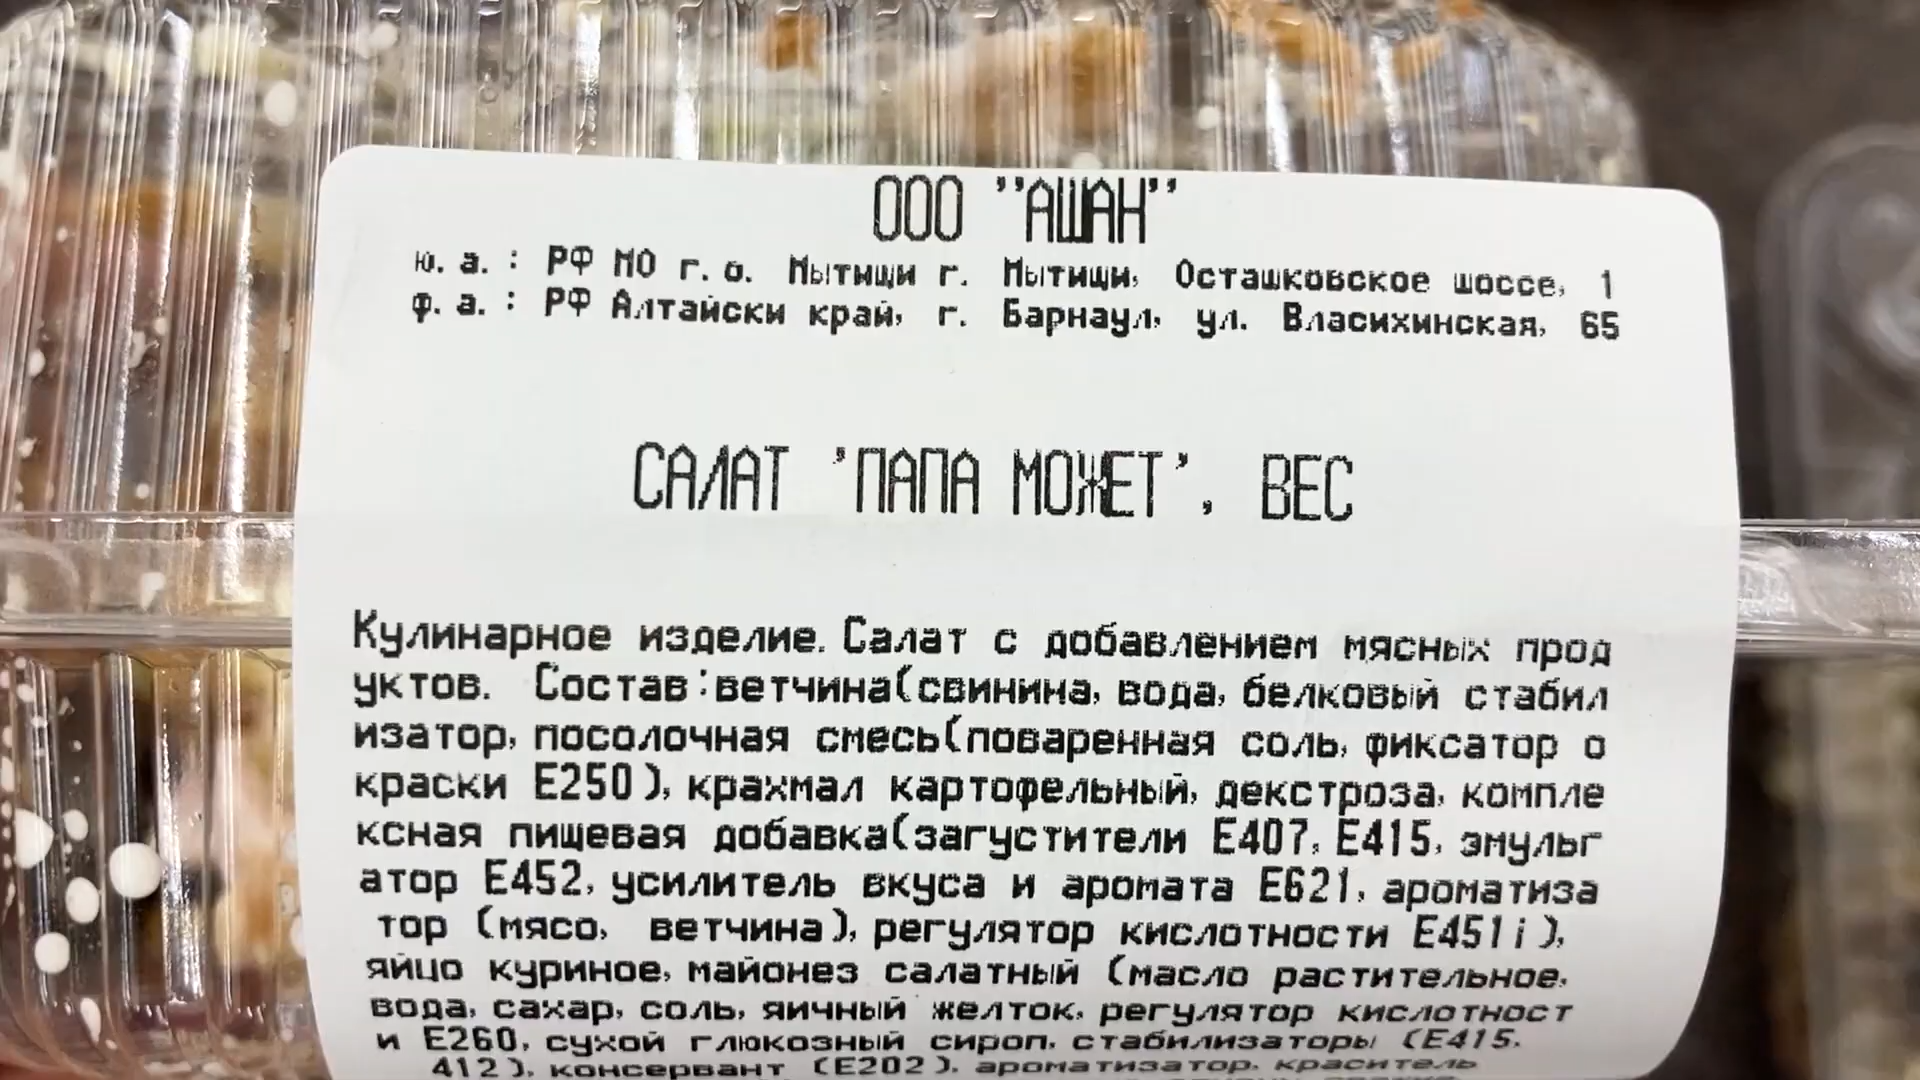 ООО "АШАН"
ю. а. : РФ МО г. о. Мытищи г. Мытищи, Осташковское шоссе, 1
ф. а. : РФ Алтайски край, г. Барнаул, ул. Власихинская, 65
САЛАТ 'ПАПА МОЖЕТ', ВЕС
Кулинарное изделие. Салат с добавлением мясных прод
уктов. Состав:ветчина(свинина, вода, белковый стабил
изатор, посолочная смесь(поваренная соль, фиксатор о
краски Е250), крахмал картофельный, декстроза, компле
ксная пищевая добавка(загустители Е407, Е415, эмульг
атор Е452, усилитель вкуса и аромата Е621, ароматиза
тор (мясо, ветчина), регулятор кислотности Е451i),
яйцо куриное, майонез салатный (масло растительное,
вода, сахар, соль, яичный желток, регулятор кислотност
и Е260, сухой глюкозный сироп, стабилизаторы (Е415,
412), консервант (Е202), ароматизатор, краситель